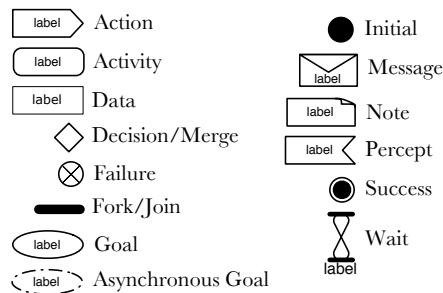 label Action
label Activity
label Data
Decision/Merge
Failure
Fork/Join
label Goal
label Asynchronous Goal
Initial
label Message
label Note
label Percept
Success
Wait
label